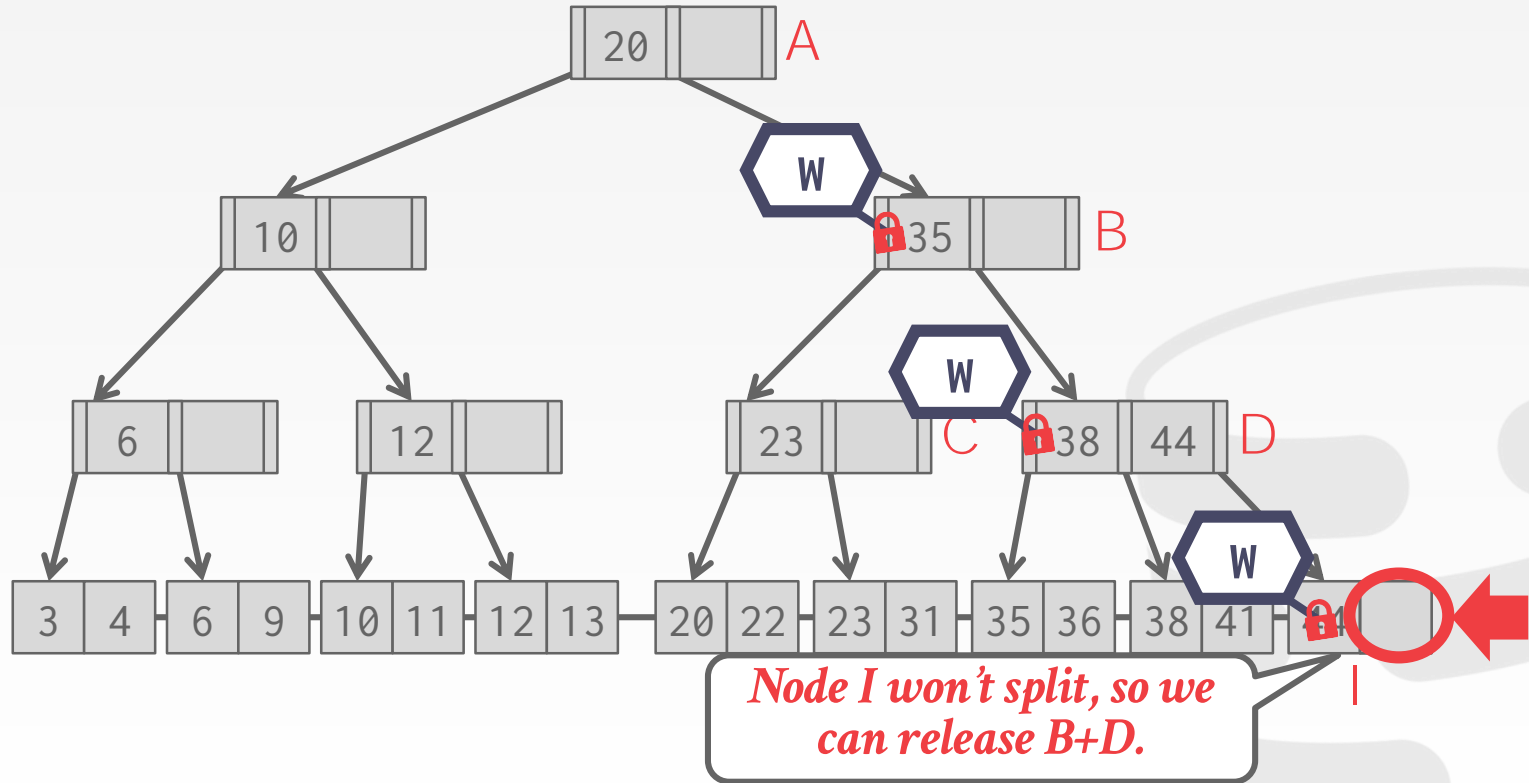 20 A
W
10 35 B
W
6 12 23 C 38 44 D
W
3 4 6 9 10 11 12 13 20 22 23 31 35 36 38 41 44
Node I won't split, so we
can release B+D.
I